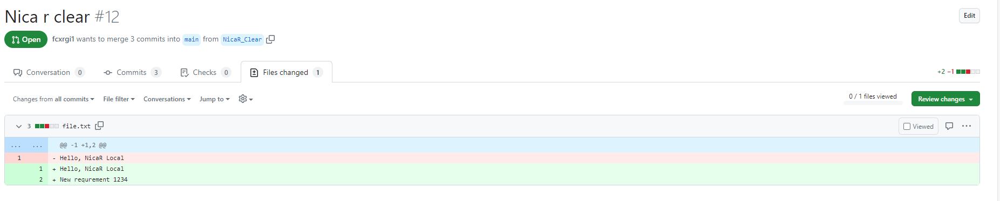 Nica r clear #12
Edit
Open fcxrgi1 wants to merge 3 commits into main from NicaR_Clear
Conversation 0 Commits 3 Checks 0 Files changed 1
+2 −1
Changes from all commits File filter Conversations Jump to
0 / 1 files viewed
Review changes
3 file.txt
Viewed
... ... @@ -1 +1,2 @@
1 - Hello, NicaR Local
1 + Hello, NicaR Local
2 + New requrement 1234